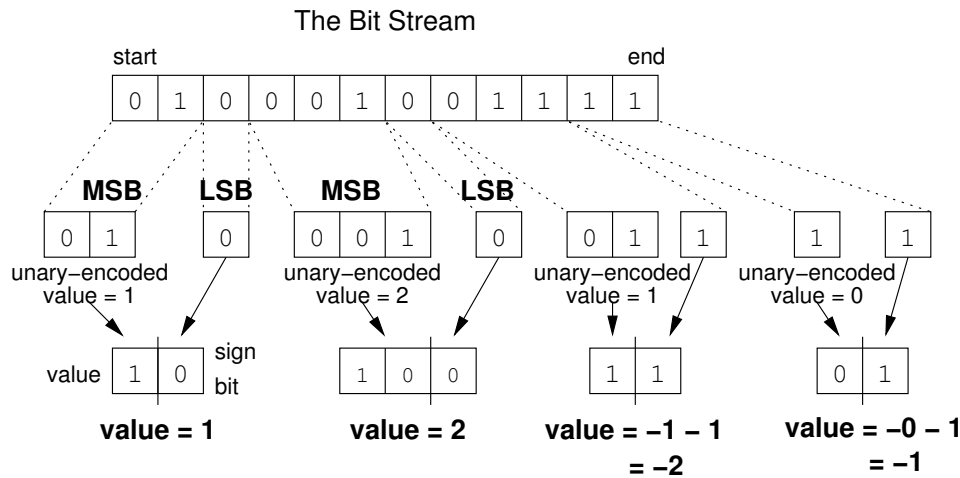 The Bit Stream
start end
0 1 0 0 0 1 0 0 1 1 1 1
MSB LSB MSB LSB
0 1 0 0 0 1 0 0 1 1 1 1
unary−encoded unary−encoded unary−encoded unary−encoded
value = 1 value = 2 value = 1 value = 0
sign
value 1 0 1 0 0 1 1 0 1
bit
value = 1 value = 2 value = −1 − 1 value = −0 − 1
= −2 = −1